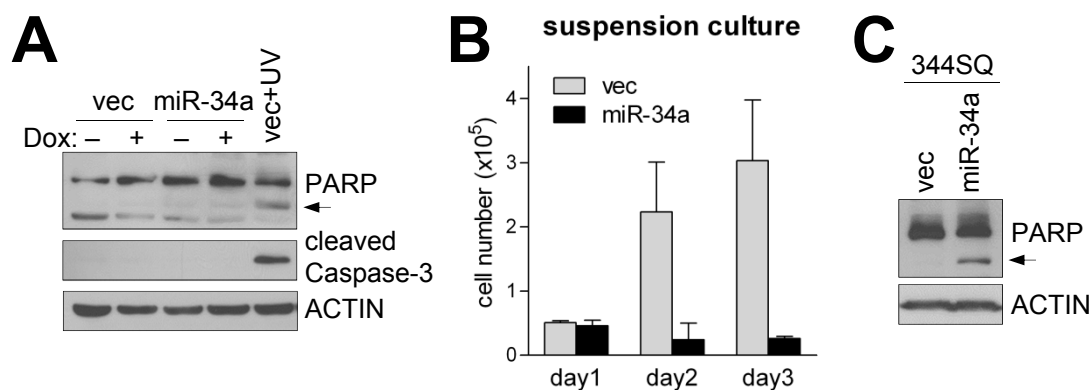 A
vec miR-34a vec+UV
Dox: – + – +
PARP
cleaved
Caspase-3
ACTIN
B
suspension culture
vec
miR-34a
cell number (x10⁵)
4
3
2
1
0
day1 day2 day3
C
344SQ
vec miR-34a
PARP
ACTIN